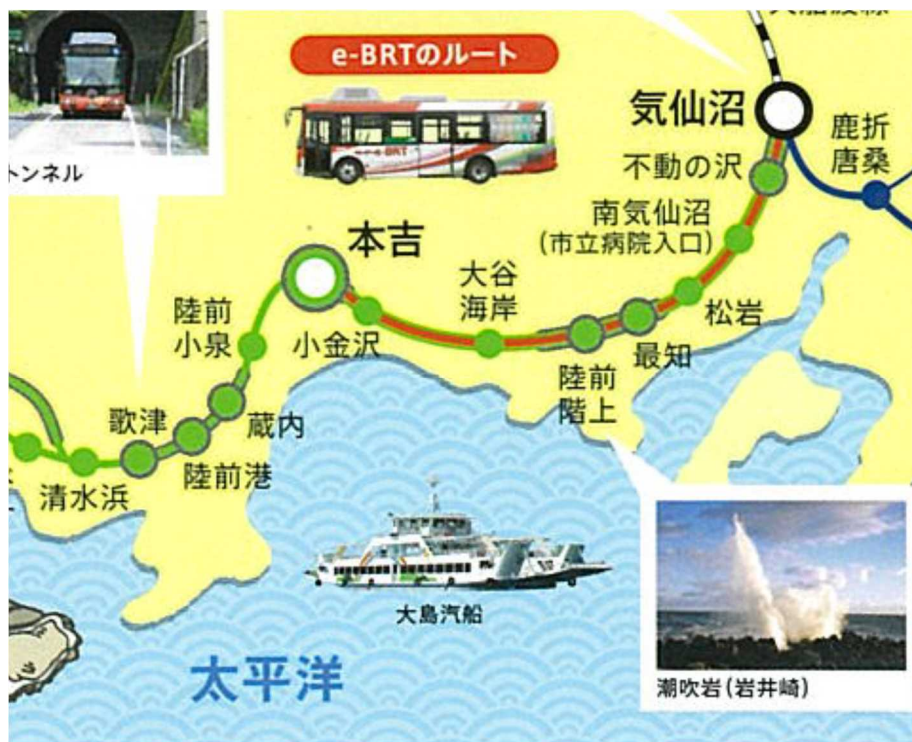 e-BRTのルート
e-BRT
トンネル
気仙沼
鹿折
唐桑
不動の沢
南気仙沼
(市立病院入口)
本吉
大谷
海岸
松岩
陸前
小泉
小金沢
最知
陸前
階上
歌津
蔵内
陸前港
清水浜
大島汽船
太平洋
潮吹岩(岩井崎)